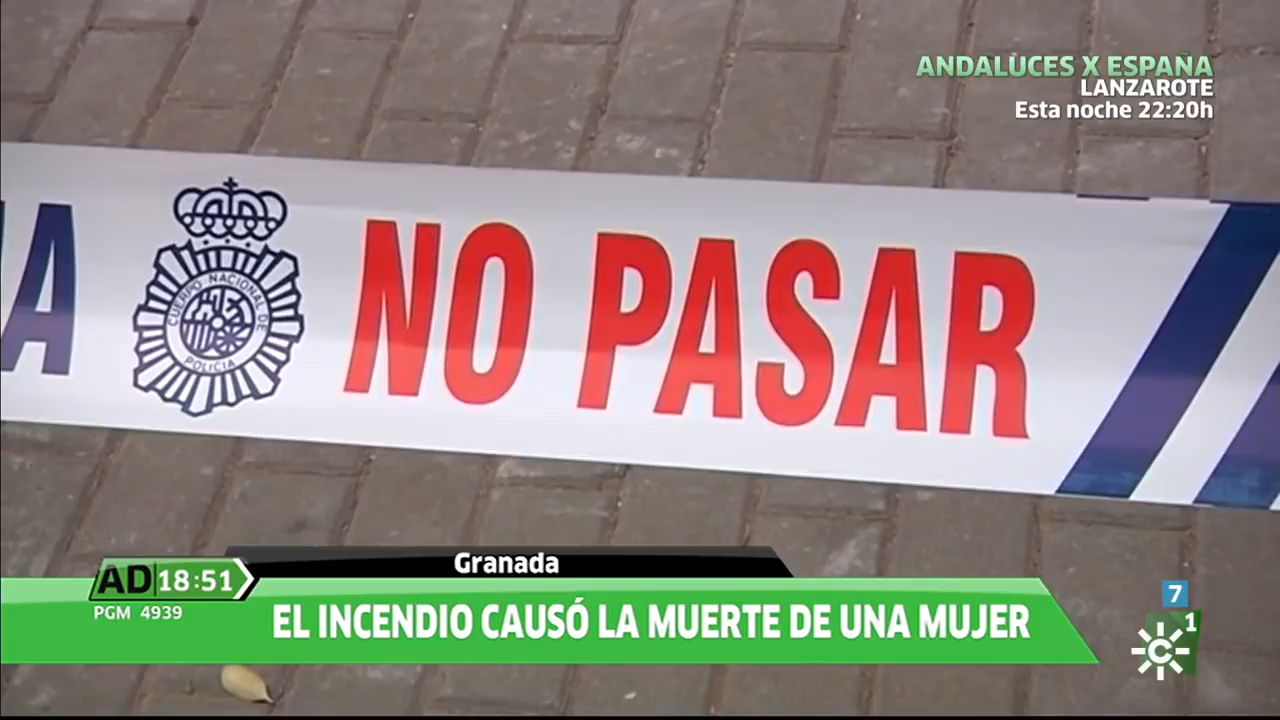 ANDALUCES X ESPAÑA
LANZAROTE
Esta noche 22:20h
A
CUERPO NACIONAL DE
POLICIA
NO PASAR
Granada
AD 18:51
PGM 4939
EL INCENDIO CAUSÓ LA MUERTE DE UNA MUJER
7
1
C